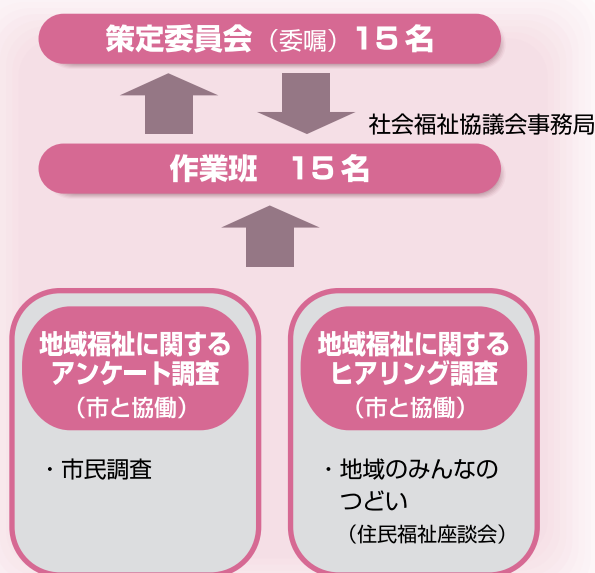 策定委員会（委嘱）15名
社会福祉協議会事務局
作業班　15名
地域福祉に関する
アンケート調査
（市と協働）
・市民調査
地域福祉に関する
ヒアリング調査
（市と協働）
・地域のみんなの
つどい
（住民福祉座談会）